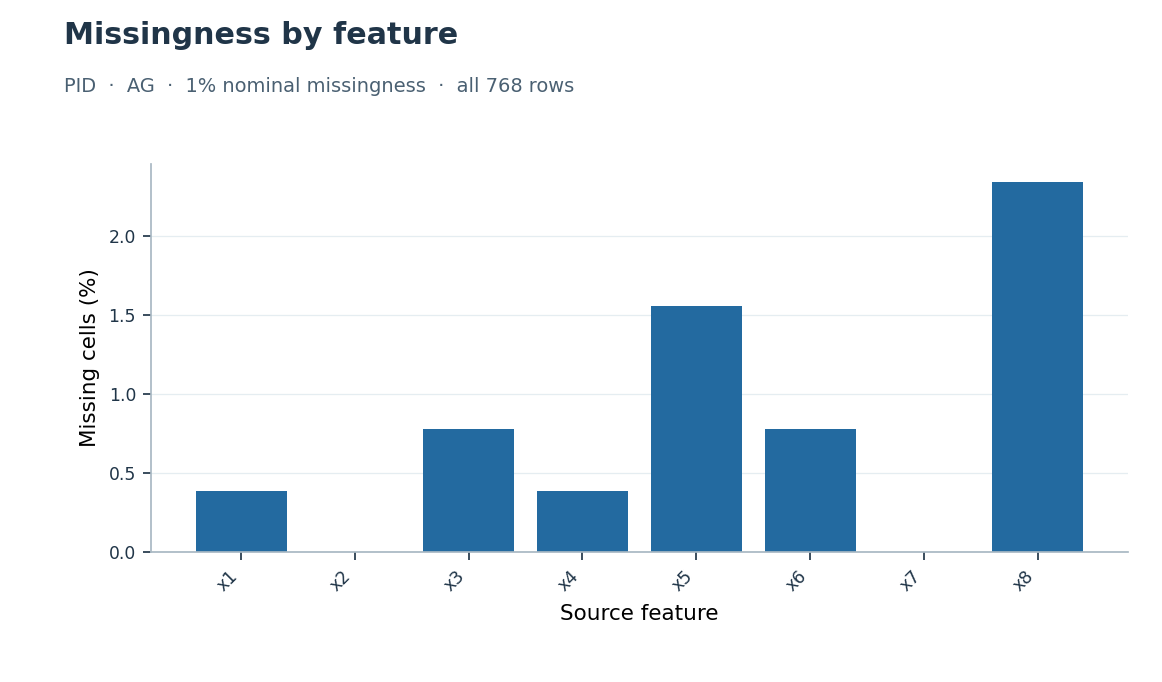 Missingness by feature
PID · AG · 1% nominal missingness · all 768 rows
Missing cells (%)
2.0
1.5
1.0
0.5
0.0
x1 x2 x3 x4 x5 x6 x7 x8
Source feature